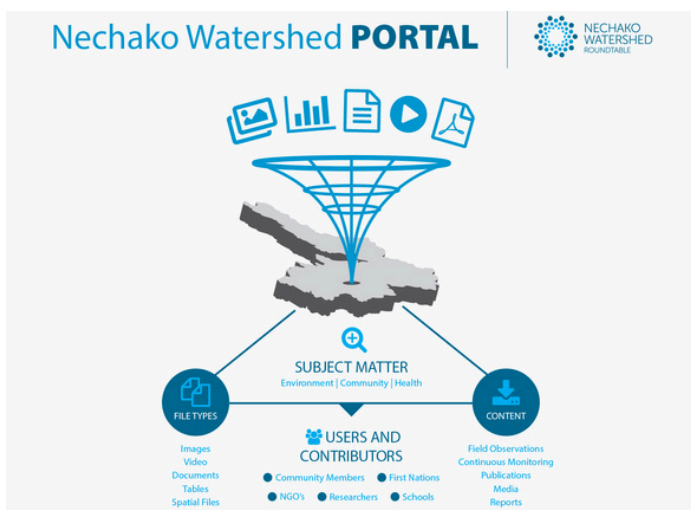 Nechako Watershed PORTAL
NECHAKO
WATERSHED
ROUNDTABLE
SUBJECT MATTER
Environment | Community | Health
FILE TYPES
Images
Video
Documents
Tables
Spatial Files
USERS AND
CONTRIBUTORS
Community Members First Nations
NGO's Researchers Schools
CONTENT
Field Observations
Continuous Monitoring
Publications
Media
Reports